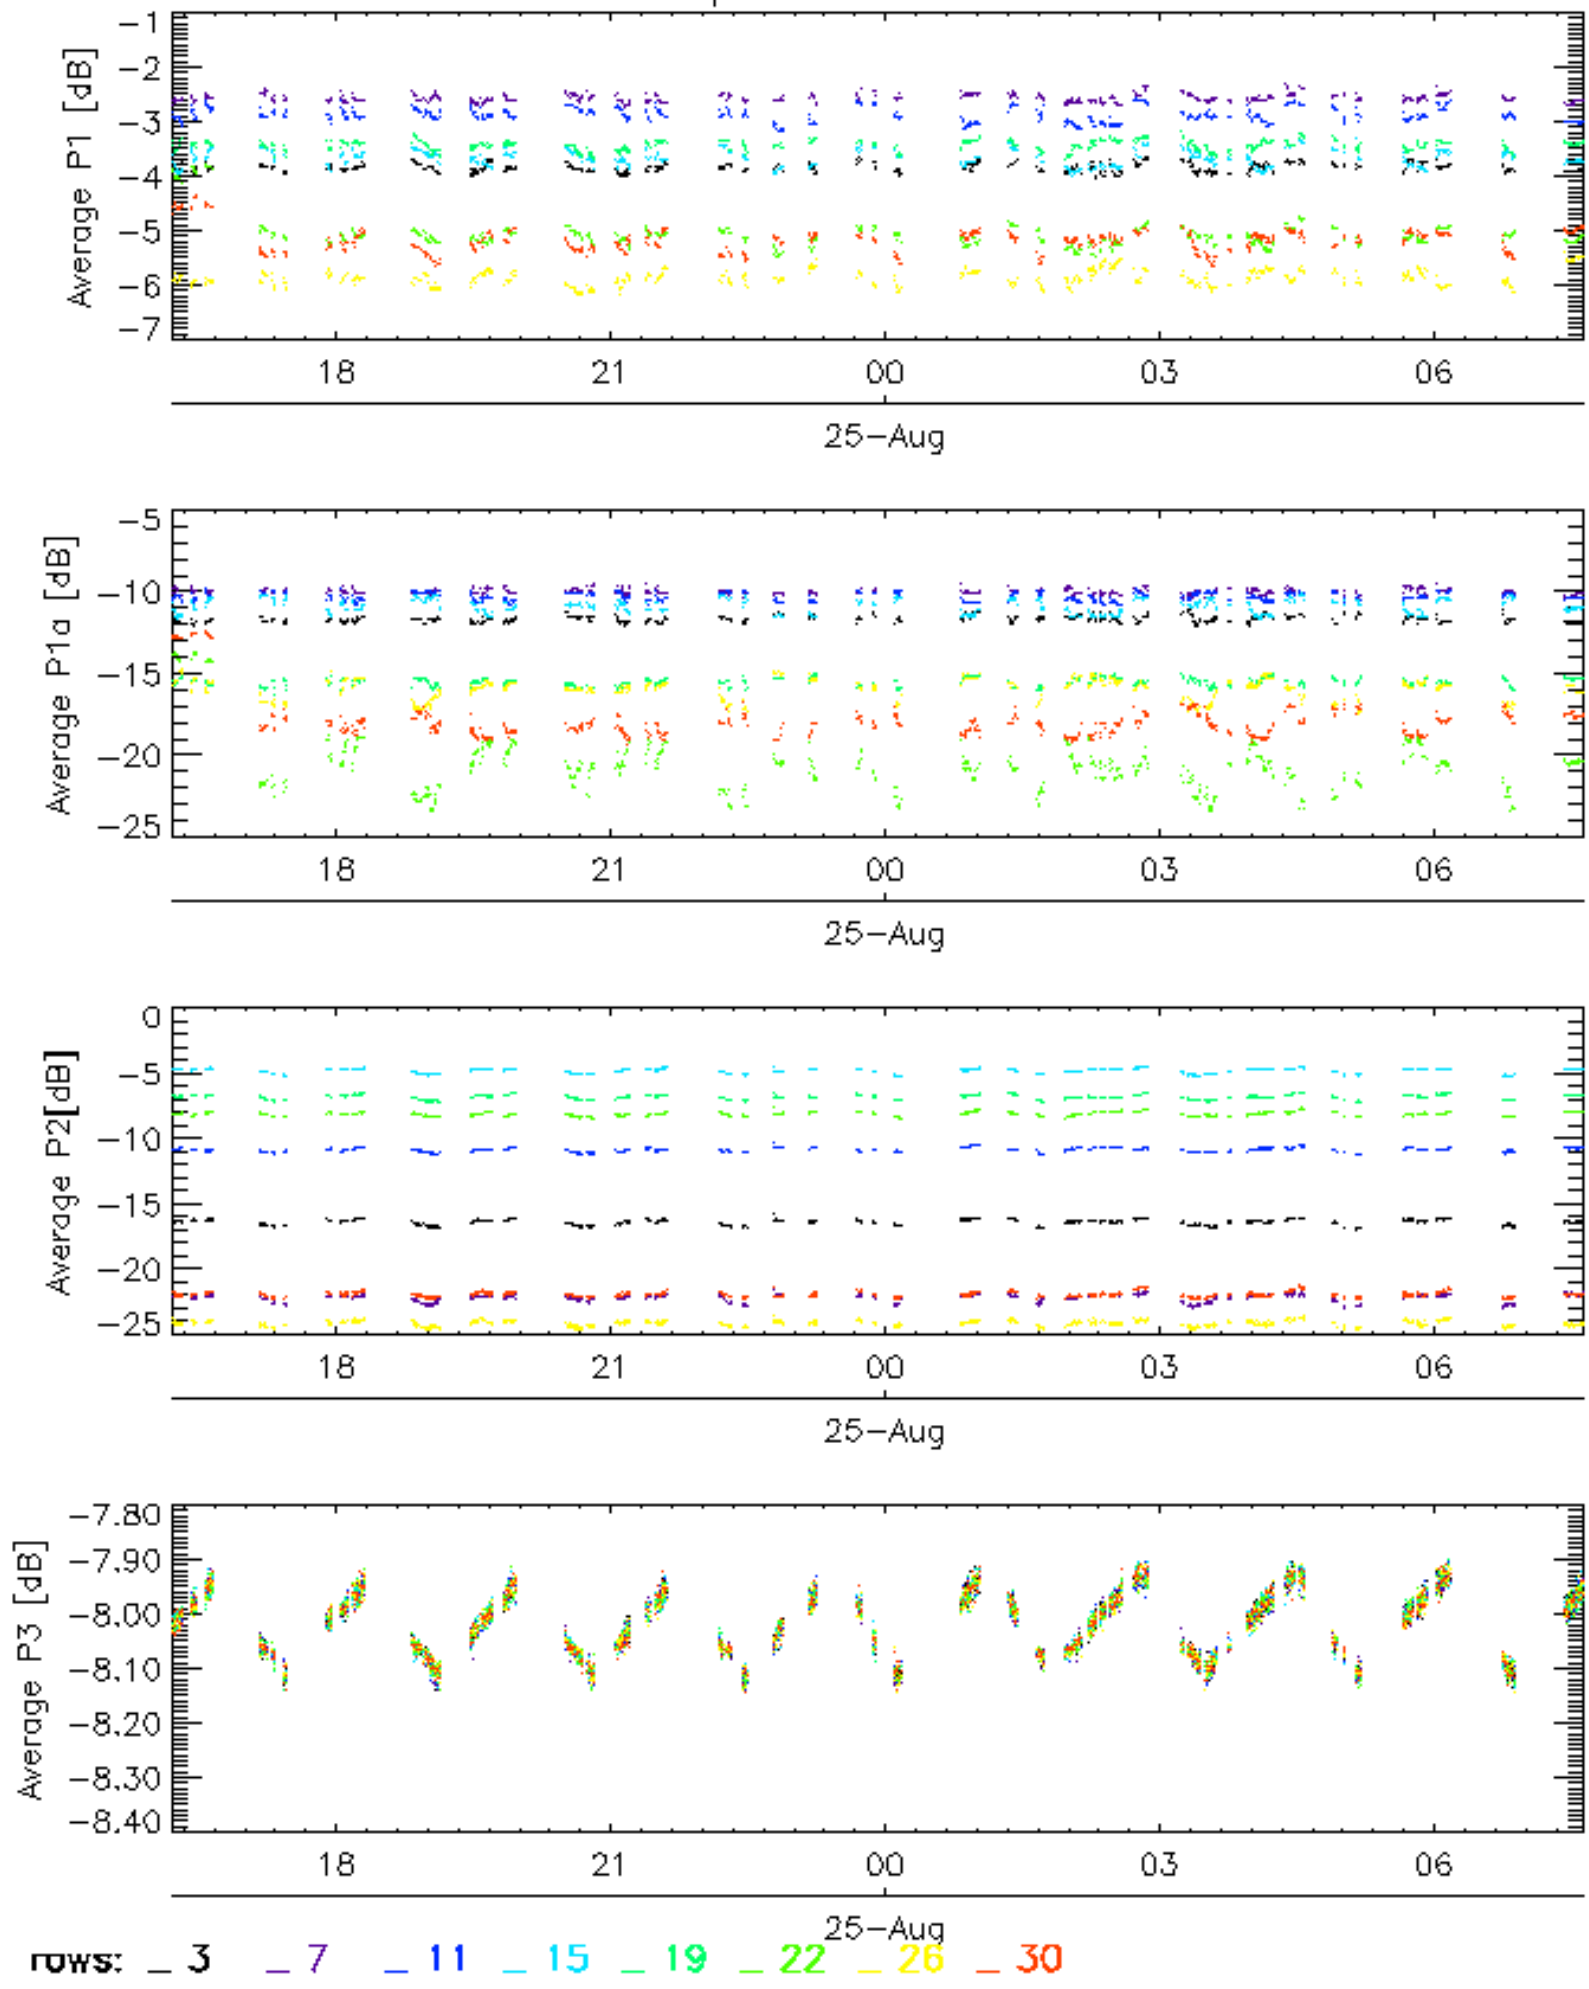 Average P1 [dB]
-1
-2
-3
-4
-5
-6
-7
18 21 00 03 06
25-Aug
Average P1a [dB]
-5
-10
-15
-20
-25
18 21 00 03 06
25-Aug
Average P2[dB]
0
-5
-10
-15
-20
-25
18 21 00 03 06
25-Aug
Average P3 [dB]
-7.80
-7.90
-8.00
-8.10
-8.20
-8.30
-8.40
18 21 00 03 06
25-Aug
rows: _ 3 _ 7 _ 11 _ 15 _ 19 _ 22 _ 26 _ 30